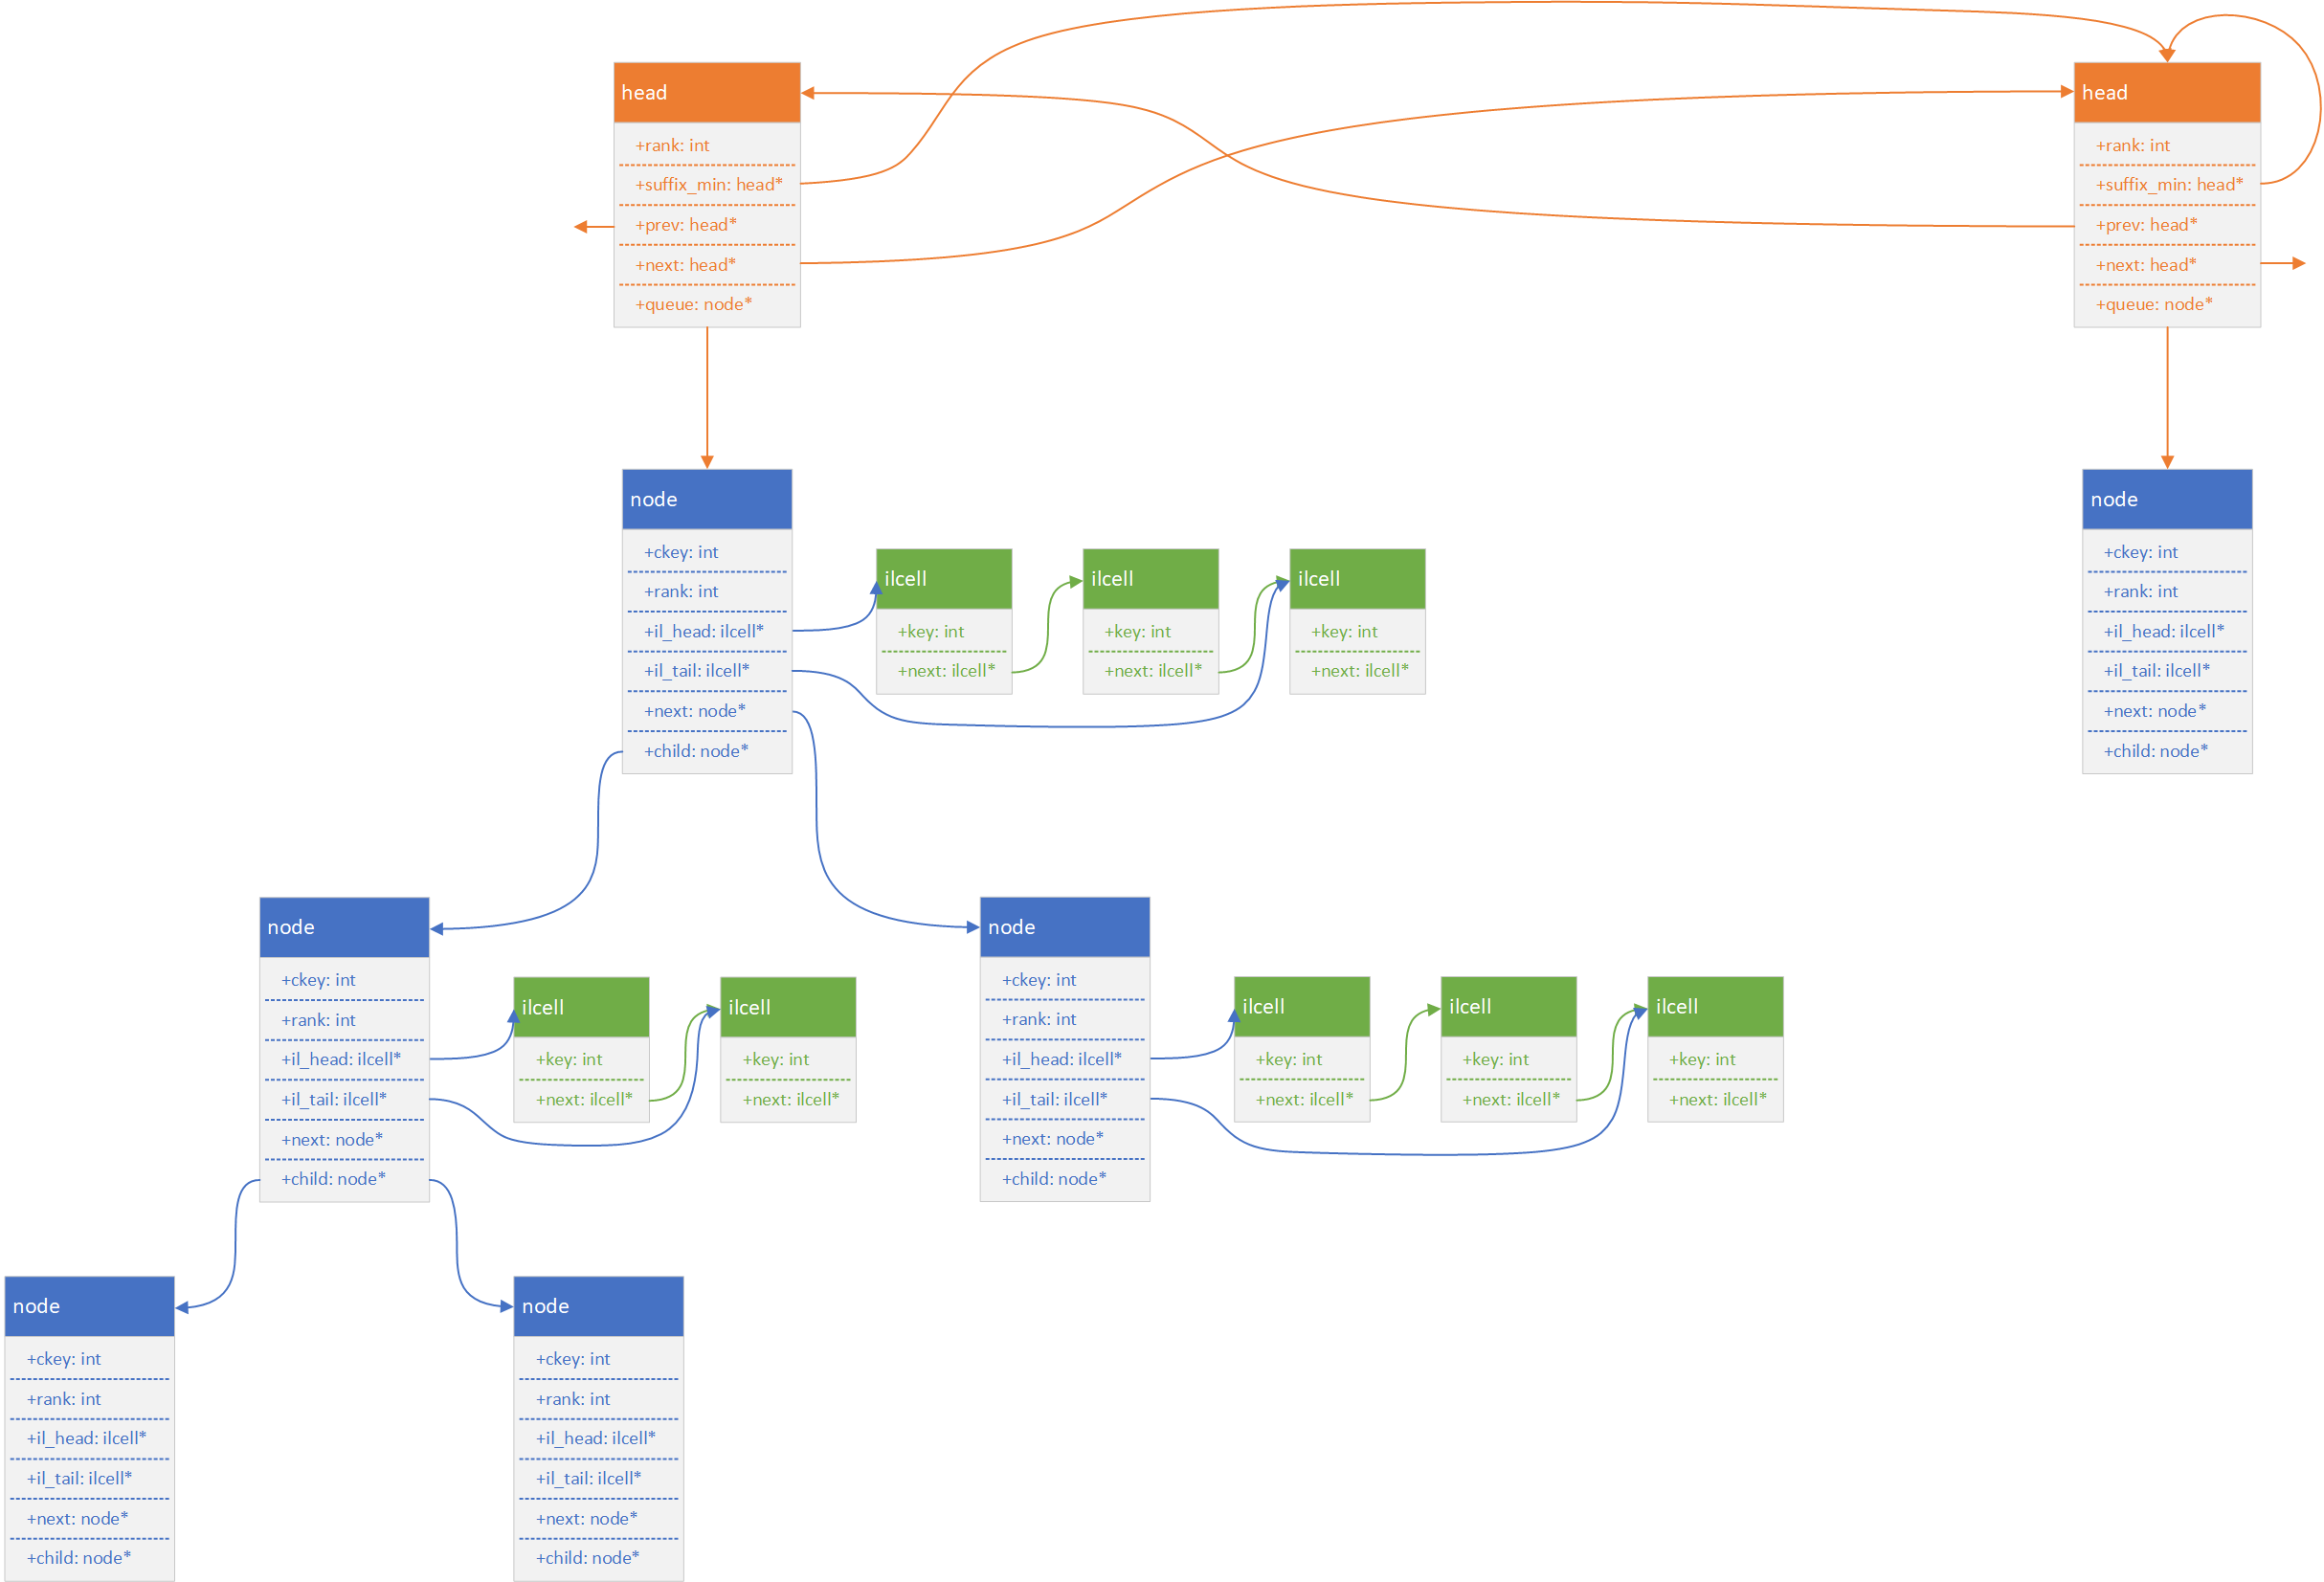 head
+rank: int
+suffix_min: head*
+prev: head*
+next: head*
+queue: node*
head
+rank: int
+suffix_min: head*
+prev: head*
+next: head*
+queue: node*
node
+ckey: int
+rank: int
+il_head: ilcell*
+il_tail: ilcell*
+next: node*
+child: node*
ilcell
+key: int
+next: ilcell*
ilcell
+key: int
+next: ilcell*
ilcell
+key: int
+next: ilcell*
node
+ckey: int
+rank: int
+il_head: ilcell*
+il_tail: ilcell*
+next: node*
+child: node*
node
+ckey: int
+rank: int
+il_head: ilcell*
+il_tail: ilcell*
+next: node*
+child: node*
ilcell
+key: int
+next: ilcell*
ilcell
+key: int
+next: ilcell*
node
+ckey: int
+rank: int
+il_head: ilcell*
+il_tail: ilcell*
+next: node*
+child: node*
ilcell
+key: int
+next: ilcell*
ilcell
+key: int
+next: ilcell*
ilcell
+key: int
+next: ilcell*
node
+ckey: int
+rank: int
+il_head: ilcell*
+il_tail: ilcell*
+next: node*
+child: node*
node
+ckey: int
+rank: int
+il_head: ilcell*
+il_tail: ilcell*
+next: node*
+child: node*